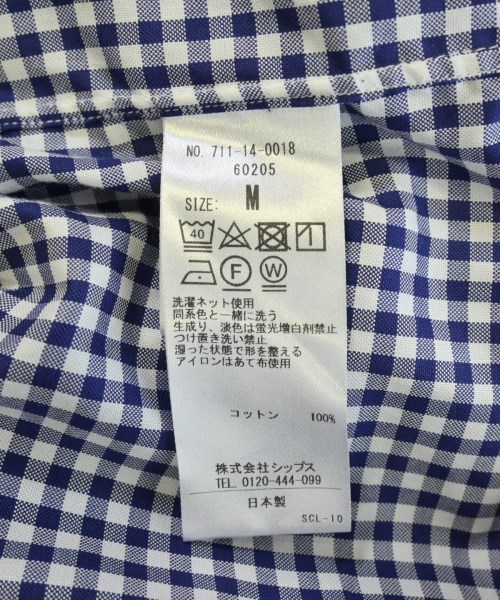 NO. 711-14-0018
60205
SIZE: M
40
F W
洗濯ネット使用
同系色と一緒に洗う
生成り、淡色は蛍光増白剤禁止
つけ置き洗い禁止
湿った状態で形を整える
アイロンはあて布使用
コットン 100%
株式会社シップス
TEL 0120-444-099
日本製
SCL-10